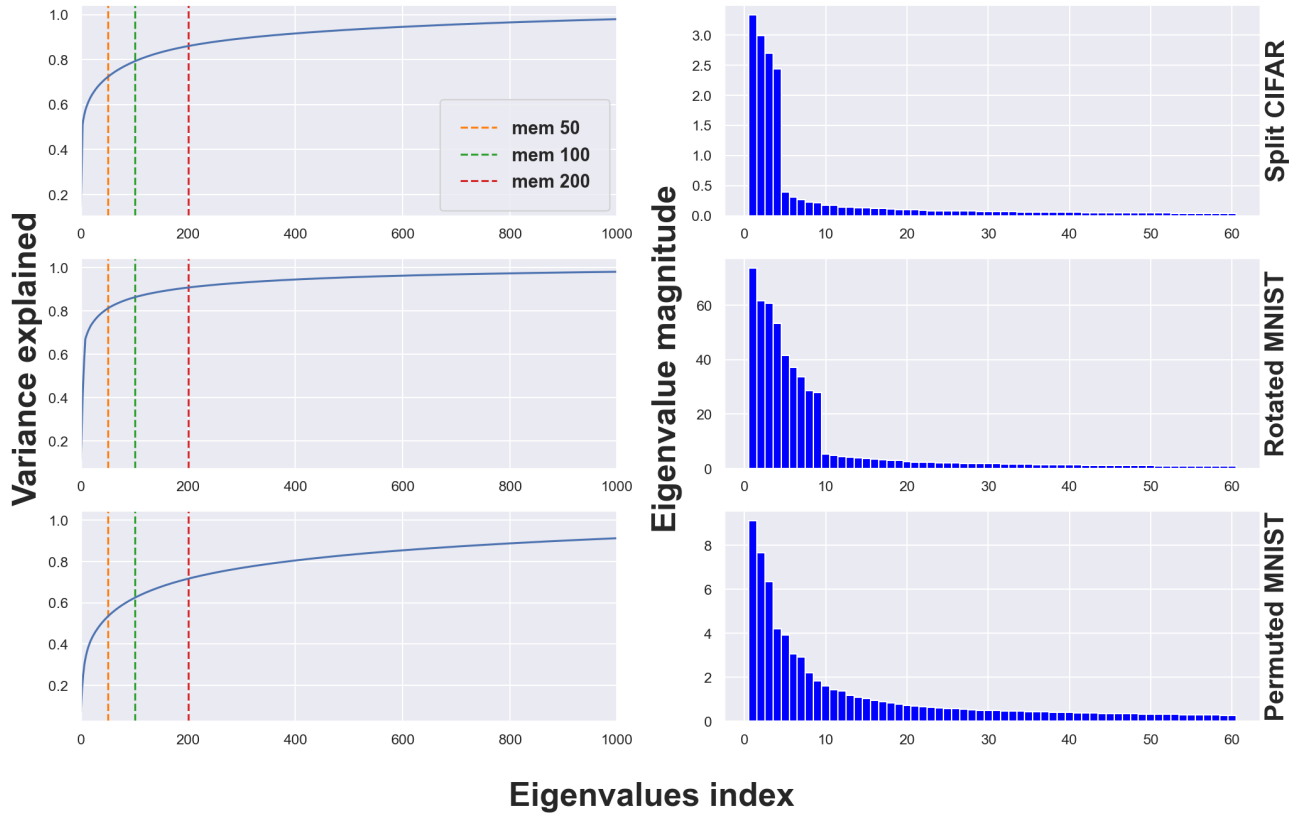 Variance explained
1.0
0.8
0.6
0.4
0.2
0 200 400 600 800 1000
mem 50
mem 100
mem 200
1.0
0.8
0.6
0.4
0.2
0 200 400 600 800 1000
1.0
0.8
0.6
0.4
0.2
0 200 400 600 800 1000
Eigenvalue magnitude
3.0
2.5
2.0
1.5
1.0
0.5
0.0
0 10 20 30 40 50 60
Split CIFAR
60
40
20
0
0 10 20 30 40 50 60
Rotated MNIST
8
6
4
2
0
0 10 20 30 40 50 60
Permuted MNIST
Eigenvalues index